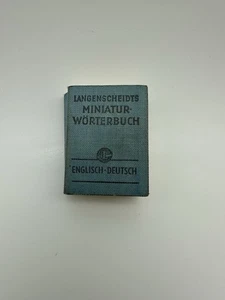 LANGENSCHEIDTS
MINIATUR-
WÖRTERBUCH
ENGLISCH-DEUTSCH